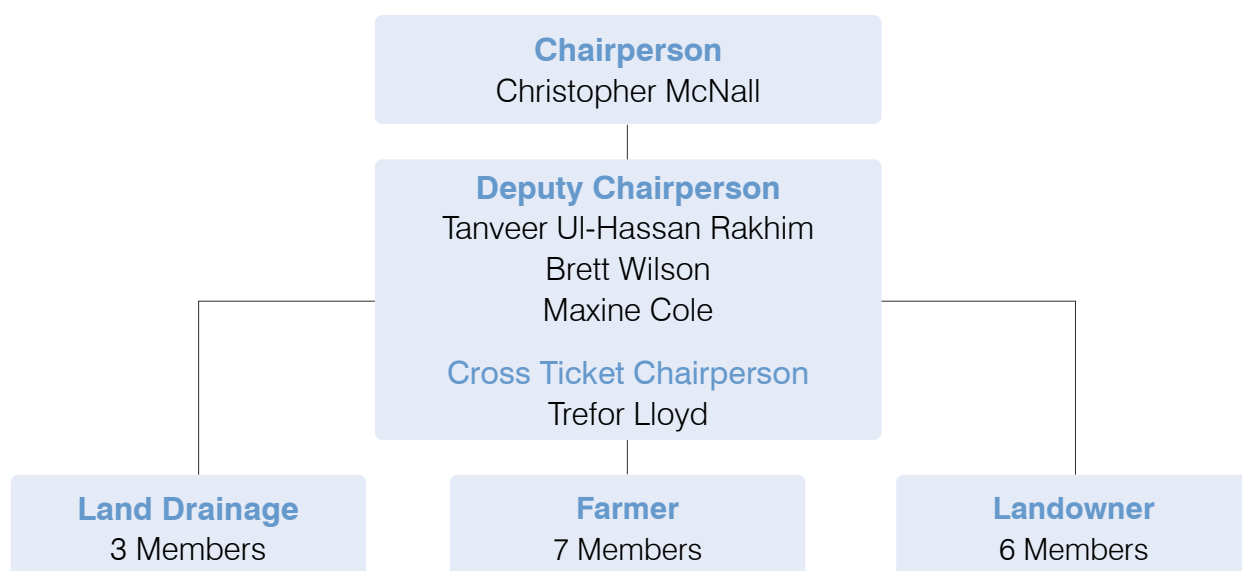 Chairperson
Christopher McNall
Deputy Chairperson
Tanveer Ul-Hassan Rakhim
Brett Wilson
Maxine Cole
Cross Ticket Chairperson
Trefor Lloyd
Land Drainage
3 Members
Farmer
7 Members
Landowner
6 Members